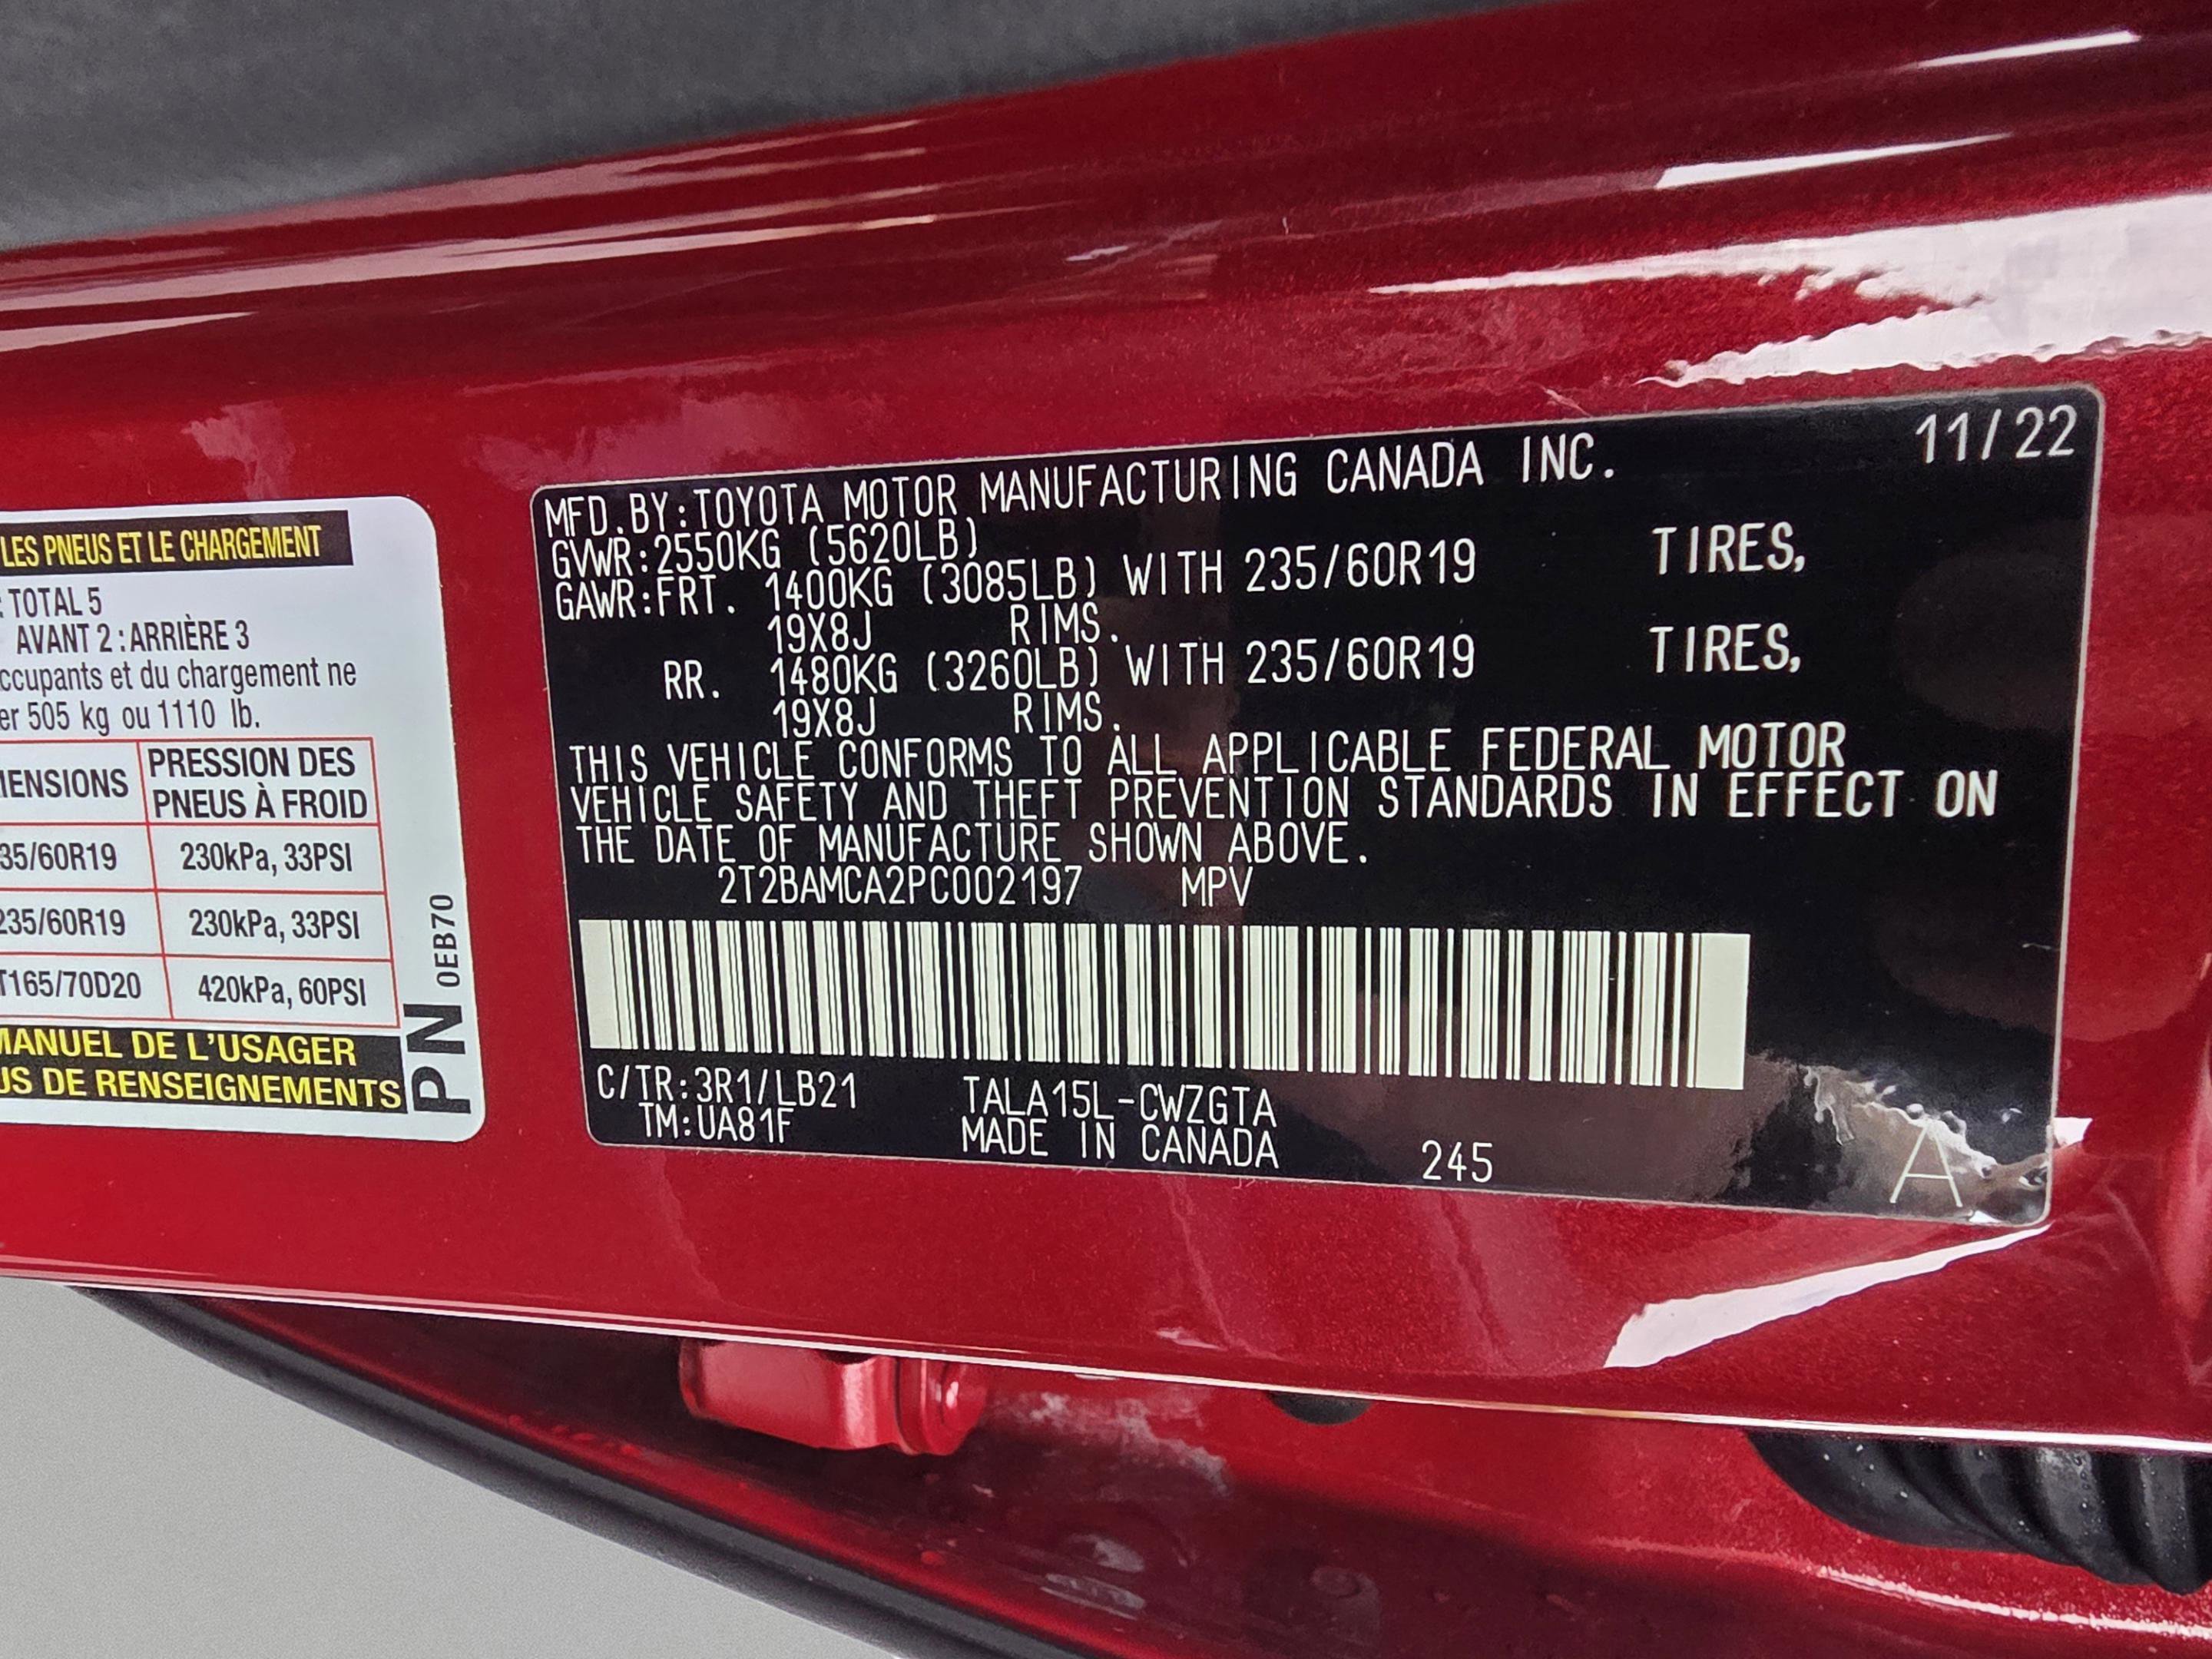 LES PNEUS ET LE CHARGEMENT
: TOTAL 5
AVANT 2 : ARRIÈRE 3
ccupants et du chargement ne
er 505 kg ou 1110 lb.
MENSIONS PRESSION DES
PNEUS À FROID
35/60R19 230kPa, 33PSI
235/60R19 230kPa, 33PSI
T165/70D20 420kPa, 60PSI
MANUEL DE L'USAGER
US DE RENSEIGNEMENTS
PN 0EB70
11/22
MFD.BY:TOYOTA MOTOR MANUFACTURING CANADA INC.
GVWR:2550KG (5620LB)
GAWR:FRT. 1400KG (3085LB) WITH 235/60R19 TIRES,
19X8J RIMS.
RR. 1480KG (3260LB) WITH 235/60R19 TIRES,
19X8J RIMS.
THIS VEHICLE CONFORMS TO ALL APPLICABLE FEDERAL MOTOR
VEHICLE SAFETY AND THEFT PREVENTION STANDARDS IN EFFECT ON
THE DATE OF MANUFACTURE SHOWN ABOVE.
2T2BAMCA2PC002197 MPV
C/TR:3R1/LB21 TALA15L-CWZGTA
TM:UA81F MADE IN CANADA 245 A